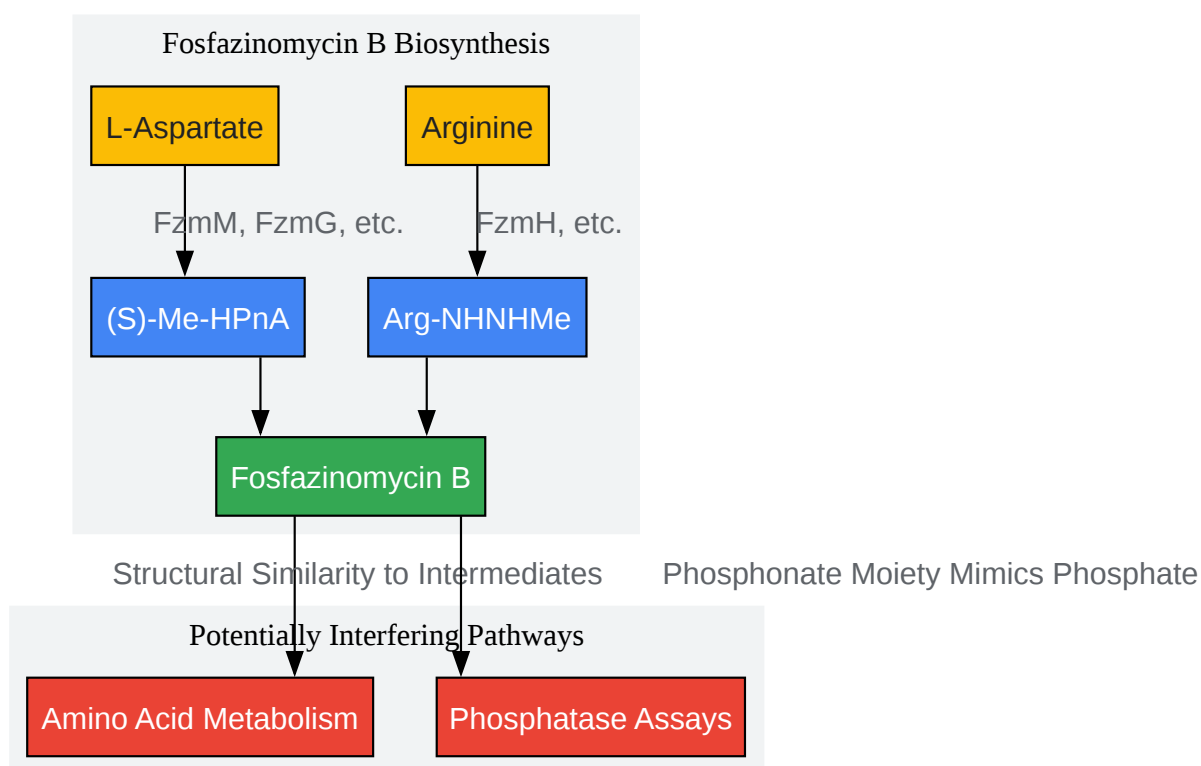 Fosfazinomycin B Biosynthesis
L-Aspartate
Arginine
FzmM, FzmG, etc.
FzmH, etc.
(S)-Me-HPnA
Arg-NHNHMe
Fosfazinomycin B
Structural Similarity to Intermediates
Phosphonate Moiety Mimics Phosphate
Potentially Interfering Pathways
Amino Acid Metabolism
Phosphatase Assays